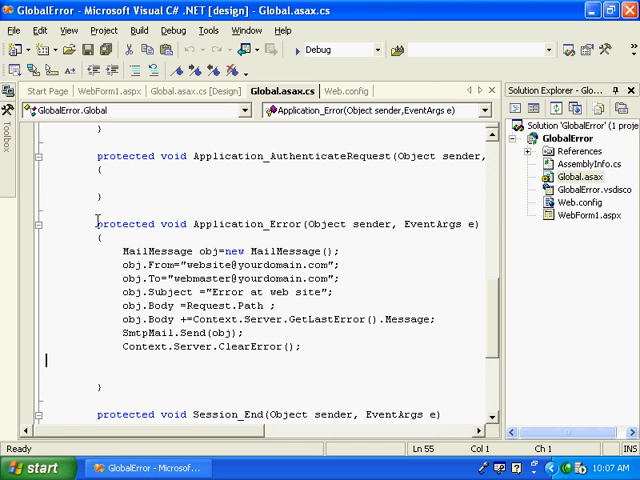 GlobalError - Microsoft Visual C# .NET [design] - Global.asax.cs
File Edit View Project Build Debug Tools Window Help
Debug
Start Page WebForm1.aspx Global.asax.cs [Design] Global.asax.cs Web.config
GlobalError.Global Application_Error(Object sender,EventArgs e)
Toolbox
}
protected void Application_AuthenticateRequest(Object sender,
{
}
protected void Application_Error(Object sender, EventArgs e)
{
MailMessage obj=new MailMessage();
obj.From="website@yourdomain.com";
obj.To="webmaster@yourdomain.com";
obj.Subject ="Error at web site";
obj.Body =Request.Path ;
obj.Body +=Context.Server.GetLastError().Message;
SmtpMail.Send(obj);
Context.Server.ClearError();
}
protected void Session_End(Object sender, EventArgs e)
Solution Explorer - Glo
Solution 'GlobalError' (1 proje
GlobalError
References
AssemblyInfo.cs
Global.asax
GlobalError.vsdisco
Web.config
WebForm1.aspx
Ready Ln 55 Col 1 Ch 1 INS
start GlobalError - Microsof... 10:07 AM